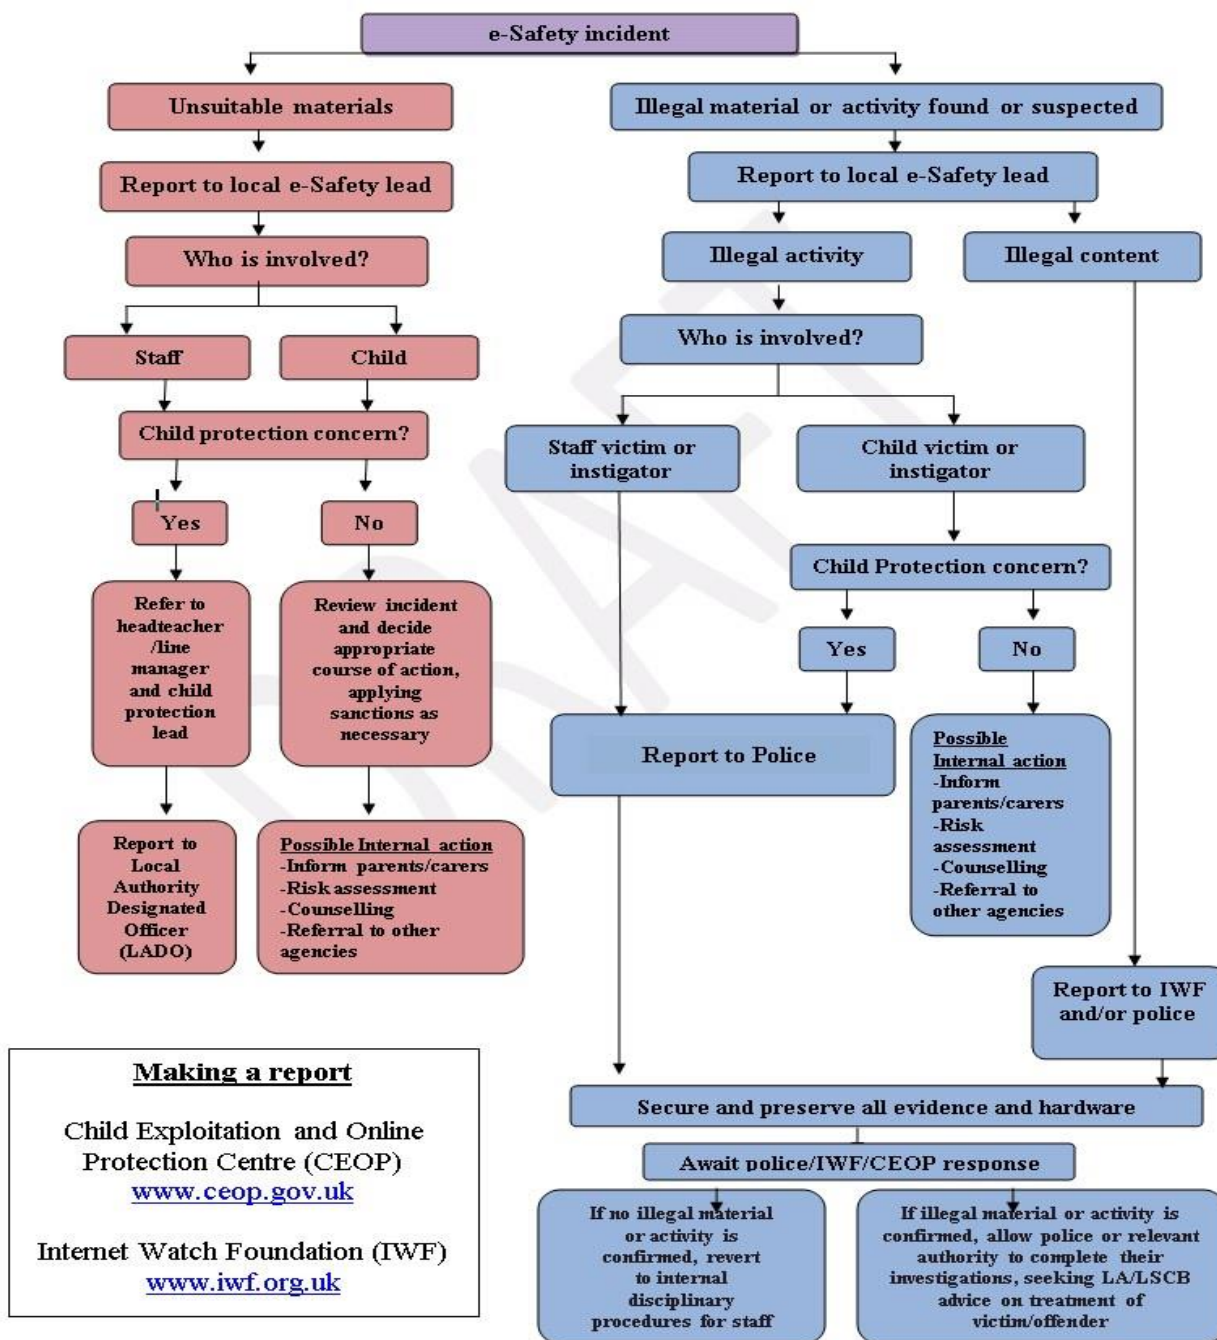 e-Safety incident
Unsuitable materials
Report to local e-Safety lead
Who is involved?
Staff
Child
Child protection concern?
Yes
No
Refer to
headteacher
/line
manager
and child
protection
lead
Review incident
and decide
appropriate
course of action,
applying
sanctions as
necessary
Report to
Local
Authority
Designated
Officer
(LADO)
Possible Internal action
-Inform parents/carers
-Risk assessment
-Counselling
-Referral to other
agencies
Illegal material or activity found or suspected
Report to local e-Safety lead
Illegal activity
Illegal content
Who is involved?
Staff victim or
instigator
Child victim or
instigator
Child Protection concern?
Yes
No
Report to Police
Possible
Internal action
-Inform
parents/carers
-Risk
assessment
-Counselling
-Referral to
other agencies
Report to IWF
and/or police
Secure and preserve all evidence and hardware
Await police/IWF/CEOP response
If no illegal material
or activity is
confirmed, revert
to internal
disciplinary
procedures for staff
If illegal material or activity is
confirmed, allow police or relevant
authority to complete their
investigations, seeking LA/LSCB
advice on treatment of
victim/offender
Making a report
Child Exploitation and Online
Protection Centre (CEOP)
www.ceop.gov.uk
Internet Watch Foundation (IWF)
www.iwf.org.uk
DRAFT